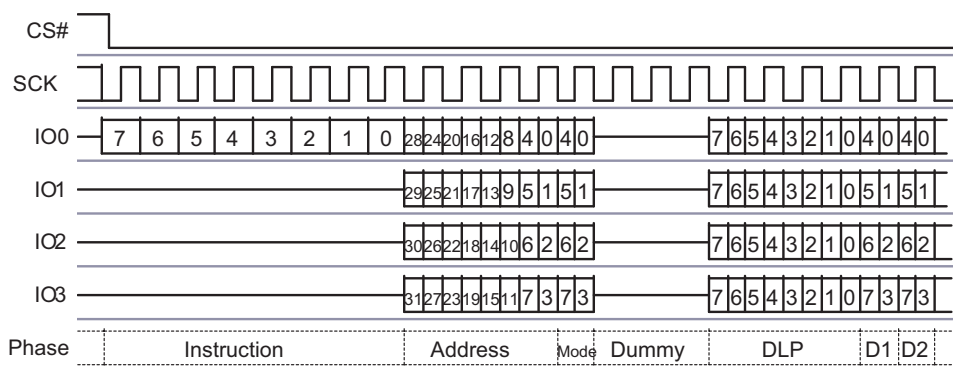 CS#
SCK
IO0 7 6 5 4 3 2 1 0 28 24 20 16 12 8 4 0 4 0 7 6 5 4 3 2 1 0 4 0 4 0
IO1 29 25 21 17 13 9 5 1 5 1 7 6 5 4 3 2 1 0 5 1 5 1
IO2 30 26 22 18 14 10 6 2 6 2 7 6 5 4 3 2 1 0 6 2 6 2
IO3 31 27 23 19 15 11 7 3 7 3 7 6 5 4 3 2 1 0 7 3 7 3
Phase Instruction Address Mode Dummy DLP D1 D2